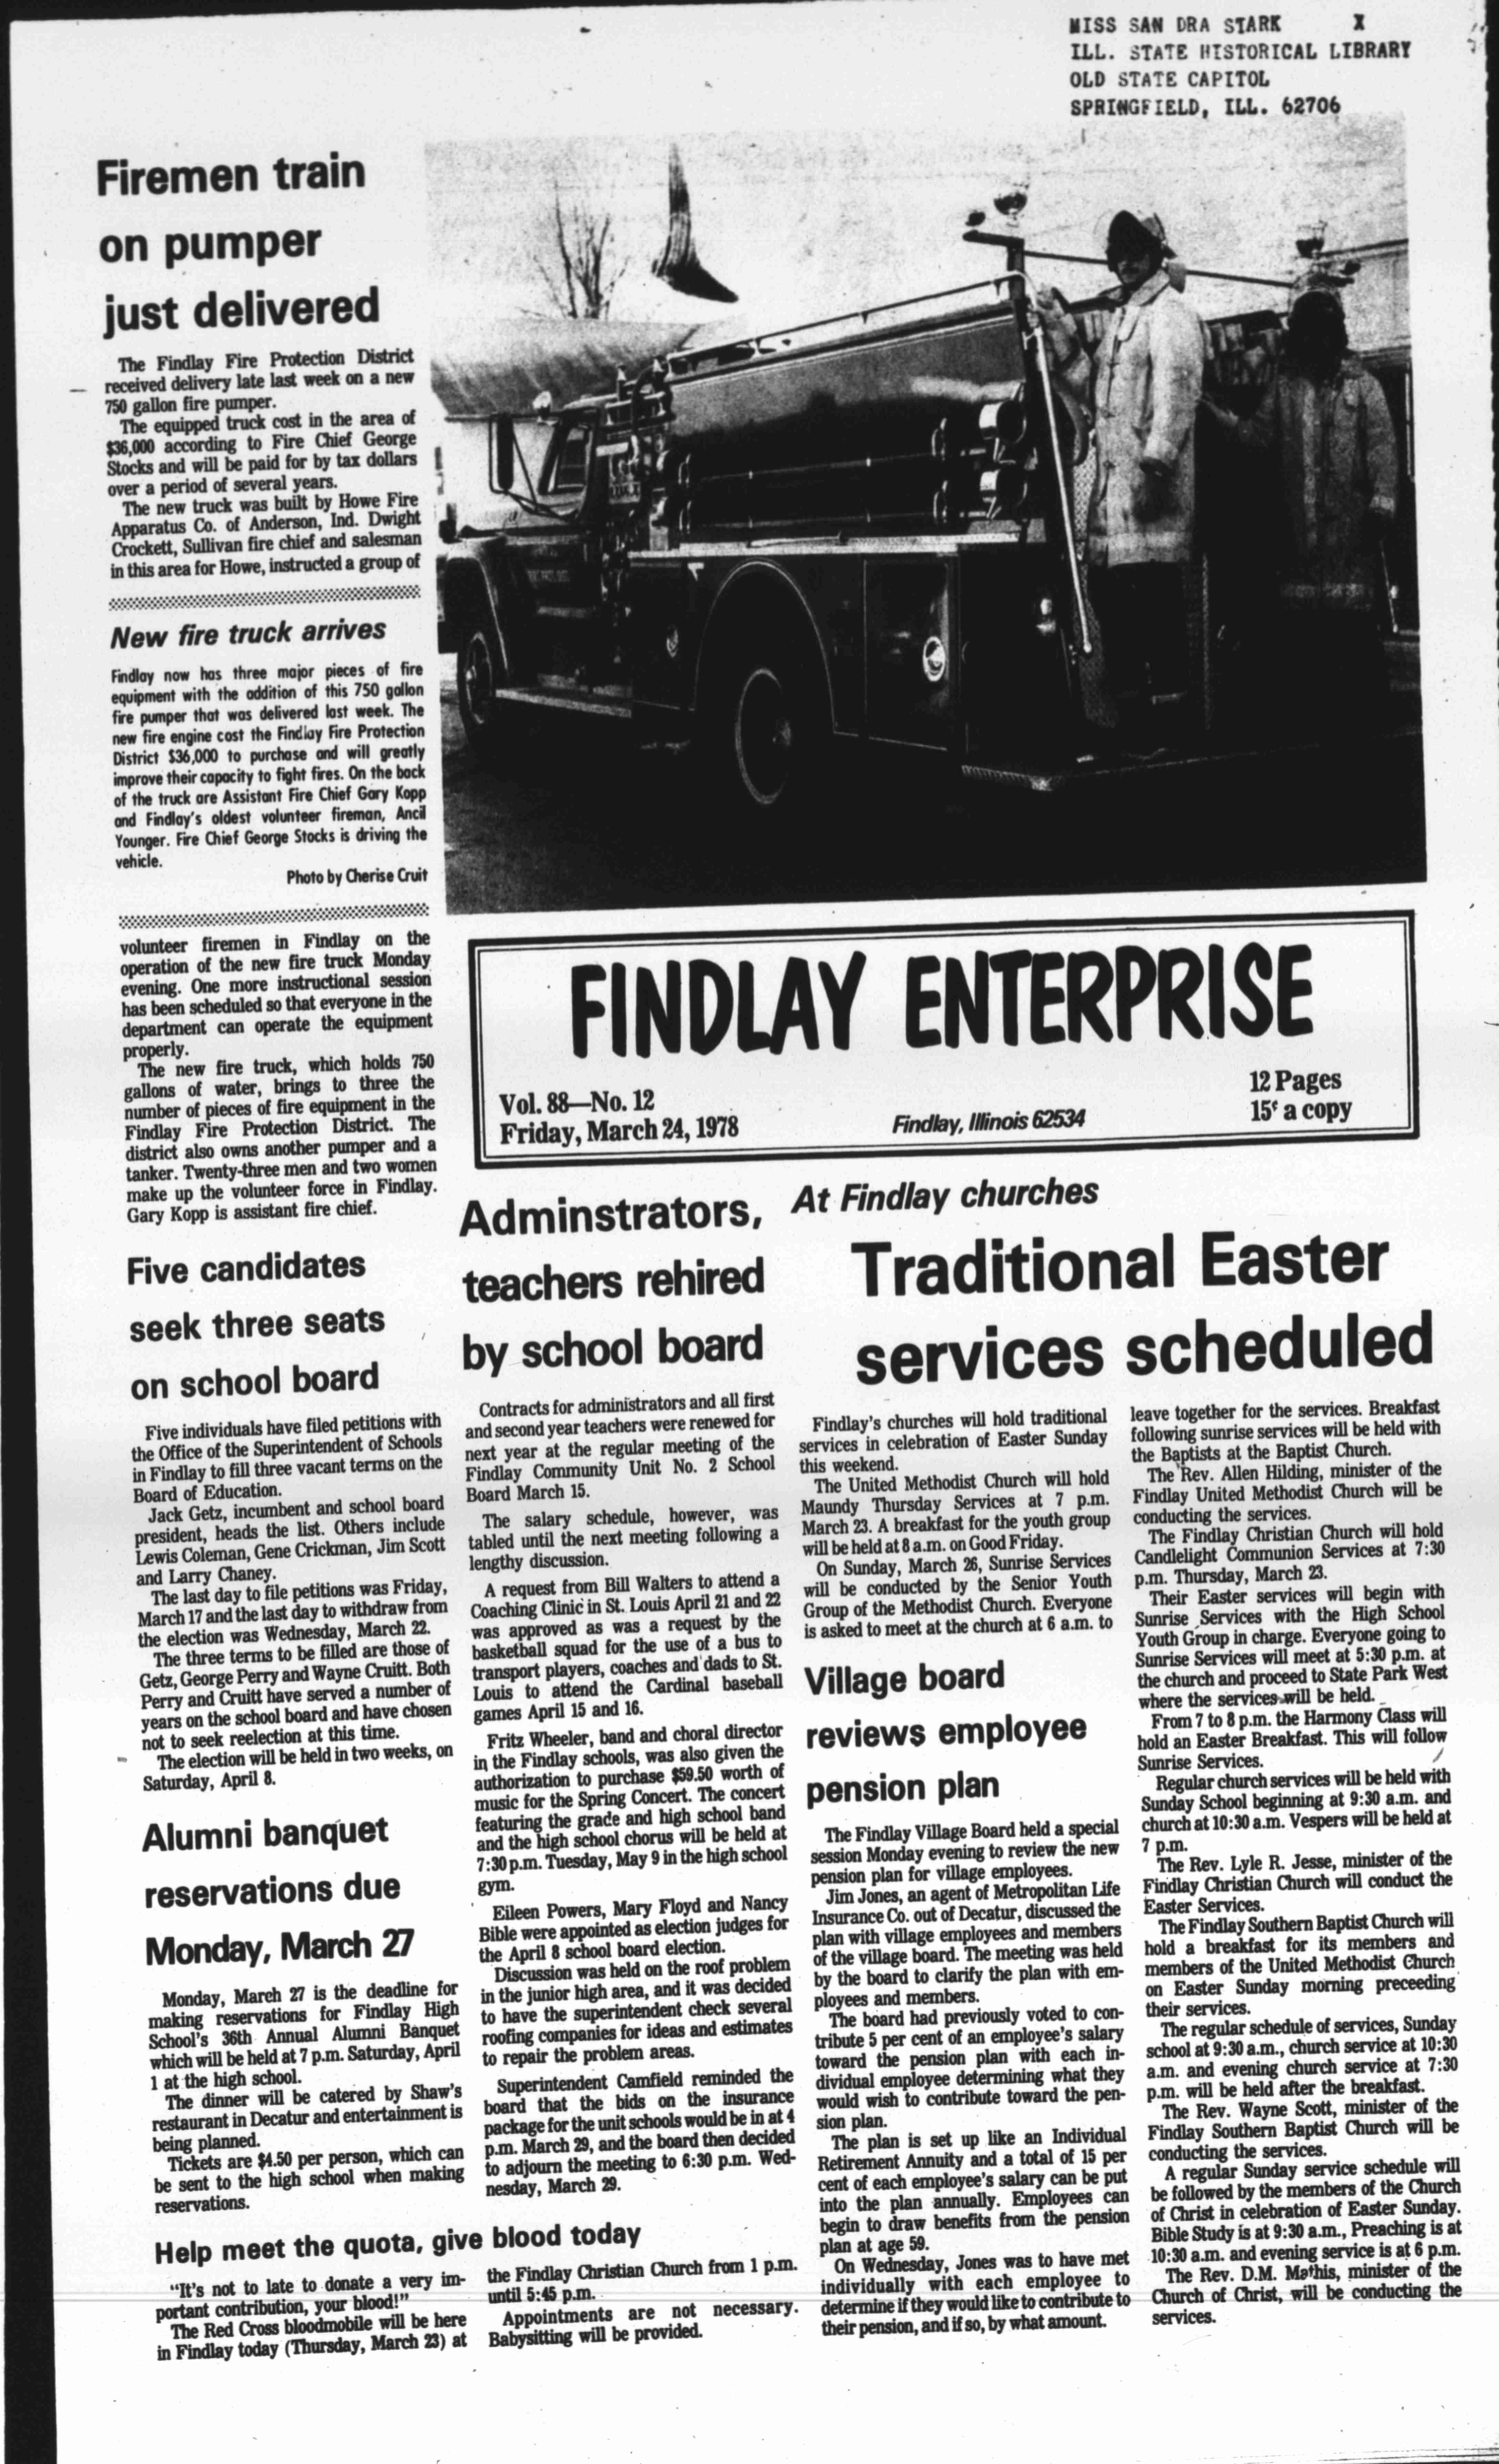 MISS SAN DRA STARK X
ILL. STATE HISTORICAL LIBRARY
OLD STATE CAPITOL
SPRINGFIELD, ILL. 62706
Firemen train
on pumper
just delivered
The Findlay Fire Protection District
received delivery late last week on a new
750 gallon fire pumper.
The equipped truck cost in the area of
$36,000 according to Fire Chief George
Stocks and will be paid for by tax dollars
over a period of several years.
The new truck was built by Howe Fire
Apparatus Co. of Anderson, Ind. Dwight
Crockett, Sullivan fire chief and salesman
in this area for Howe, instructed a group of
New fire truck arrives
Findlay now has three major pieces of fire
equipment with the addition of this 750 gallon
fire pumper that was delivered last week. The
new fire engine cost the Findlay Fire Protection
District $36,000 to purchase and will greatly
improve their capacity to fight fires. On the back
of the truck are Assistant Fire Chief Gary Kopp
and Findlay's oldest volunteer fireman, Ancil
Younger. Fire Chief George Stocks is driving the
vehicle.
Photo by Cherise Cruit
volunteer firemen in Findlay on the
operation of the new fire truck Monday
evening. One more instructional session
has been scheduled so that everyone in the
department can operate the equipment
properly.
The new fire truck, which holds 750
gallons of water, brings to three the
number of pieces of fire equipment in the
Findlay Fire Protection District. The
district also owns another pumper and a
tanker. Twenty-three men and two women
make up the volunteer force in Findlay.
Gary Kopp is assistant fire chief.
FINDLAY ENTERPRISE
Vol. 88—No. 12
Friday, March 24, 1978
Findlay, Illinois 62534
12 Pages
15¢ a copy
Five candidates
seek three seats
on school board
Five individuals have filed petitions with
the Office of the Superintendent of Schools
in Findlay to fill three vacant terms on the
Board of Education.
Jack Getz, incumbent and school board
president, heads the list. Others include
Lewis Coleman, Gene Crickman, Jim Scott
and Larry Chaney.
The last day to file petitions was Friday,
March 17 and the last day to withdraw from
the election was Wednesday, March 22.
The three terms to be filled are those of
Getz, George Perry and Wayne Cruitt. Both
Perry and Cruitt have served a number of
years on the school board and have chosen
not to seek reelection at this time.
The election will be held in two weeks, on
Saturday, April 8.
Alumni banquet
reservations due
Monday, March 27
Monday, March 27 is the deadline for
making reservations for Findlay High
School's 36th Annual Alumni Banquet
which will be held at 7 p.m. Saturday, April
1 at the high school.
The dinner will be catered by Shaw's
restaurant in Decatur and entertainment is
being planned.
Tickets are $4.50 per person, which can
be sent to the high school when making
reservations.
Adminstrators,
teachers rehired
by school board
Contracts for administrators and all first
and second year teachers were renewed for
next year at the regular meeting of the
Findlay Community Unit No. 2 School
Board March 15.
The salary schedule, however, was
tabled until the next meeting following a
lengthy discussion.
A request from Bill Walters to attend a
Coaching Clinic in St. Louis April 21 and 22
was approved as was a request by the
basketball squad for the use of a bus to
transport players, coaches and dads to St.
Louis to attend the Cardinal baseball
games April 15 and 16.
Fritz Wheeler, band and choral director
in the Findlay schools, was also given the
authorization to purchase $59.50 worth of
music for the Spring Concert. The concert
featuring the grade and high school band
and the high school chorus will be held at
7:30 p.m. Tuesday, May 9 in the high school
gym.
Eileen Powers, Mary Floyd and Nancy
Bible were appointed as election judges for
the April 8 school board election.
Discussion was held on the roof problem
in the junior high area, and it was decided
to have the superintendent check several
roofing companies for ideas and estimates
to repair the problem areas.
Superintendent Camfield reminded the
board that the bids on the insurance
package for the unit schools would be in at 4
p.m. March 29, and the board then decided
to adjourn the meeting to 6:30 p.m. Wed-
nesday, March 29.
Help meet the quota, give blood today
"It's not to late to donate a very im-
portant contribution, your blood!"
The Red Cross bloodmobile will be here
in Findlay today (Thursday, March 23) at
the Findlay Christian Church from 1 p.m.
until 5:45 p.m.
Appointments are not necessary.
Babysitting will be provided.
At Findlay churches
Traditional Easter
services scheduled
Findlay's churches will hold traditional
services in celebration of Easter Sunday
this weekend.
The United Methodist Church will hold
Maundy Thursday Services at 7 p.m.
March 23. A breakfast for the youth group
will be held at 8 a.m. on Good Friday.
On Sunday, March 26, Sunrise Services
will be conducted by the Senior Youth
Group of the Methodist Church. Everyone
is asked to meet at the church at 6 a.m. to
leave together for the services. Breakfast
following sunrise services will be held with
the Baptists at the Baptist Church.
The Rev. Allen Hilding, minister of the
Findlay United Methodist Church will be
conducting the services.
The Findlay Christian Church will hold
Candlelight Communion Services at 7:30
p.m. Thursday, March 23.
Their Easter services will begin with
Sunrise Services with the High School
Youth Group in charge. Everyone going to
Sunrise Services will meet at 5:30 p.m. at
the church and proceed to State Park West
where the services will be held.
From 7 to 8 p.m. the Harmony Class will
hold an Easter Breakfast. This will follow
Sunrise Services.
Regular church services will be held with
Sunday School beginning at 9:30 a.m. and
church at 10:30 a.m. Vespers will be held at
7 p.m.
The Rev. Lyle R. Jesse, minister of the
Findlay Christian Church will conduct the
Easter Services.
The Findlay Southern Baptist Church will
hold a breakfast for its members and
members of the United Methodist Church
on Easter Sunday morning preceeding
their services.
The regular schedule of services, Sunday
school at 9:30 a.m., church service at 10:30
a.m. and evening church service at 7:30
p.m. will be held after the breakfast.
The Rev. Wayne Scott, minister of the
Findlay Southern Baptist Church will be
conducting the services.
A regular Sunday service schedule will
be followed by the members of the Church
of Christ in celebration of Easter Sunday.
Bible Study is at 9:30 a.m., Preaching is at
10:30 a.m. and evening service is at 6 p.m.
The Rev. D.M. Mathis, minister of the
Church of Christ, will be conducting the
services.
Village board
reviews employee
pension plan
The Findlay Village Board held a special
session Monday evening to review the new
pension plan for village employees.
Jim Jones, an agent of Metropolitan Life
Insurance Co. out of Decatur, discussed the
plan with village employees and members
of the village board. The meeting was held
by the board to clarify the plan with em-
ployees and members.
The board had previously voted to con-
tribute 5 per cent of an employee's salary
toward the pension plan with each in-
dividual employee determining what they
would wish to contribute toward the pen-
sion plan.
The plan is set up like an Individual
Retirement Annuity and a total of 15 per
cent of each employee's salary can be put
into the plan annually. Employees can
begin to draw benefits from the pension
plan at age 59.
On Wednesday, Jones was to have met
individually with each employee to
determine if they would like to contribute to
their pension, and if so, by what amount.